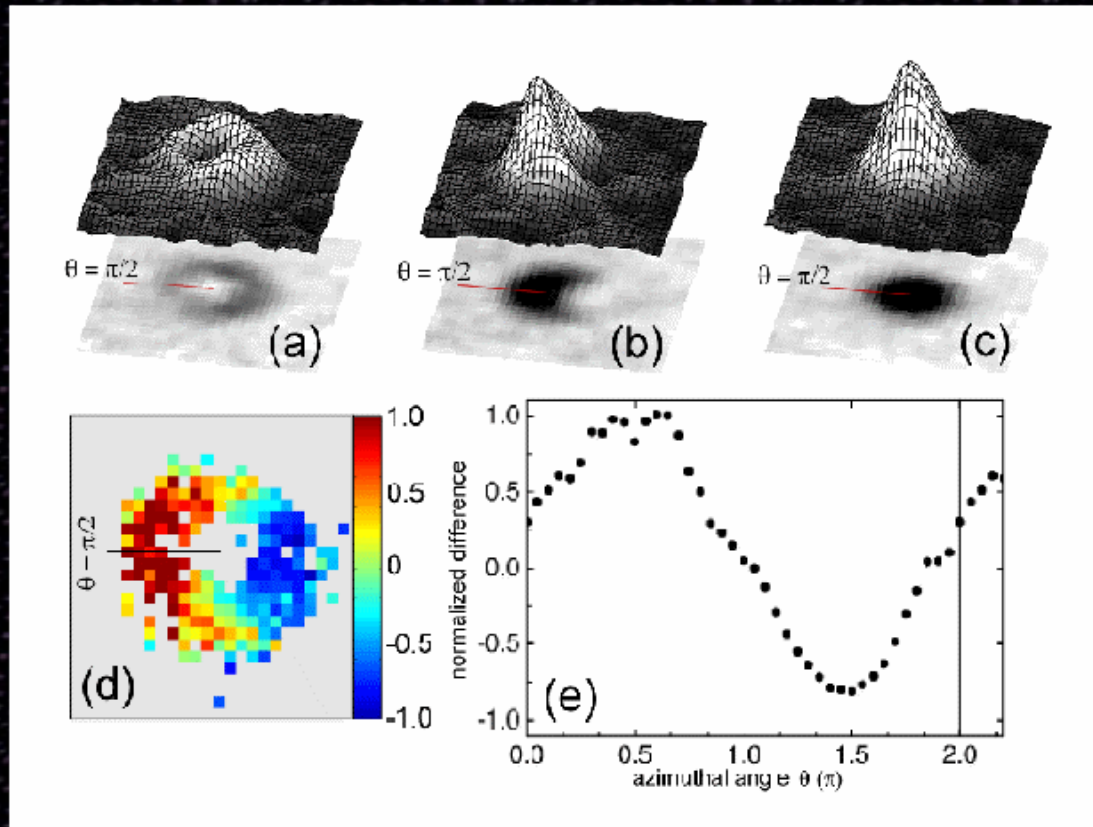 θ = π/2
θ = π/2
θ = π/2
(a)
(b)
(c)
1.0
0.5
0
-0.5
-1.0
θ – π/2
(d)
normalized difference
1.0
0.5
0.0
-0.5
-1.0
(e)
0.0
0.5
1.0
1.5
2.0
azimuthal angle θ (π)